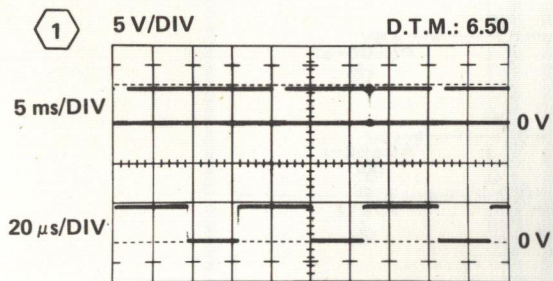 1 5 V/DIV D.T.M.: 6.50
5 ms/DIV 0 V
20 μs/DIV 0 V